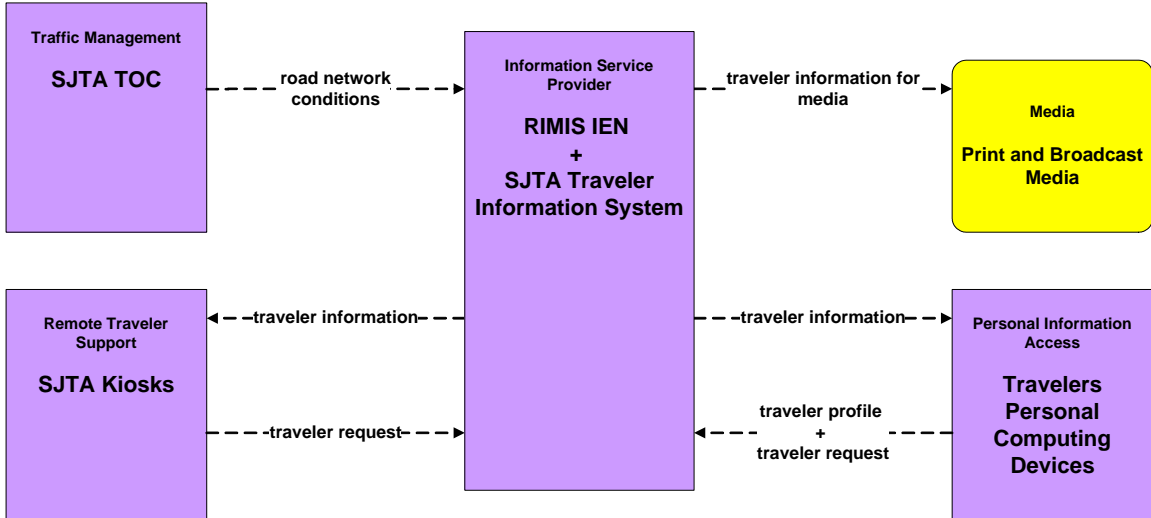 Traffic Management
SJTA TOC
road network
conditions
Information Service
Provider
RIMIS IEN
+
SJTA Traveler
Information System
traveler information for
media
Media
Print and Broadcast
Media
Remote Traveler
Support
SJTA Kiosks
traveler information
traveler request
traveler information
traveler profile
+
traveler request
Personal Information
Access
Travelers
Personal
Computing
Devices